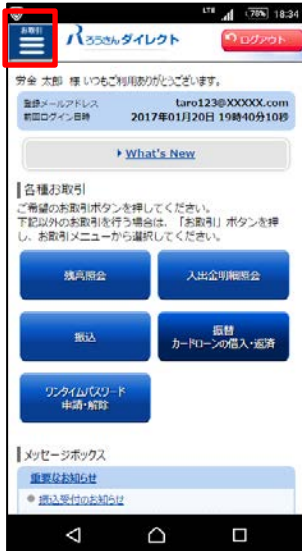 LTE 78% 18:34
お取引
ろうきんダイレクト
ログアウト
労金 太郎 様 いつもご利用ありがとうございます。
登録メールアドレス taro123@XXXXX.com
前回ログイン日時 2017年01月20日 19時40分10秒
What's New
各種お取引
ご希望のお取引ボタンを押してください。
下記以外のお取引を行う場合は、「お取引」ボタンを押
し、お取引メニューから選択してください。
残高照会
入出金明細照会
振込
振替
カードローンの借入・返済
ワンタイムパスワード
申請・解除
メッセージボックス
重要なお知らせ
振込受付のお知らせ